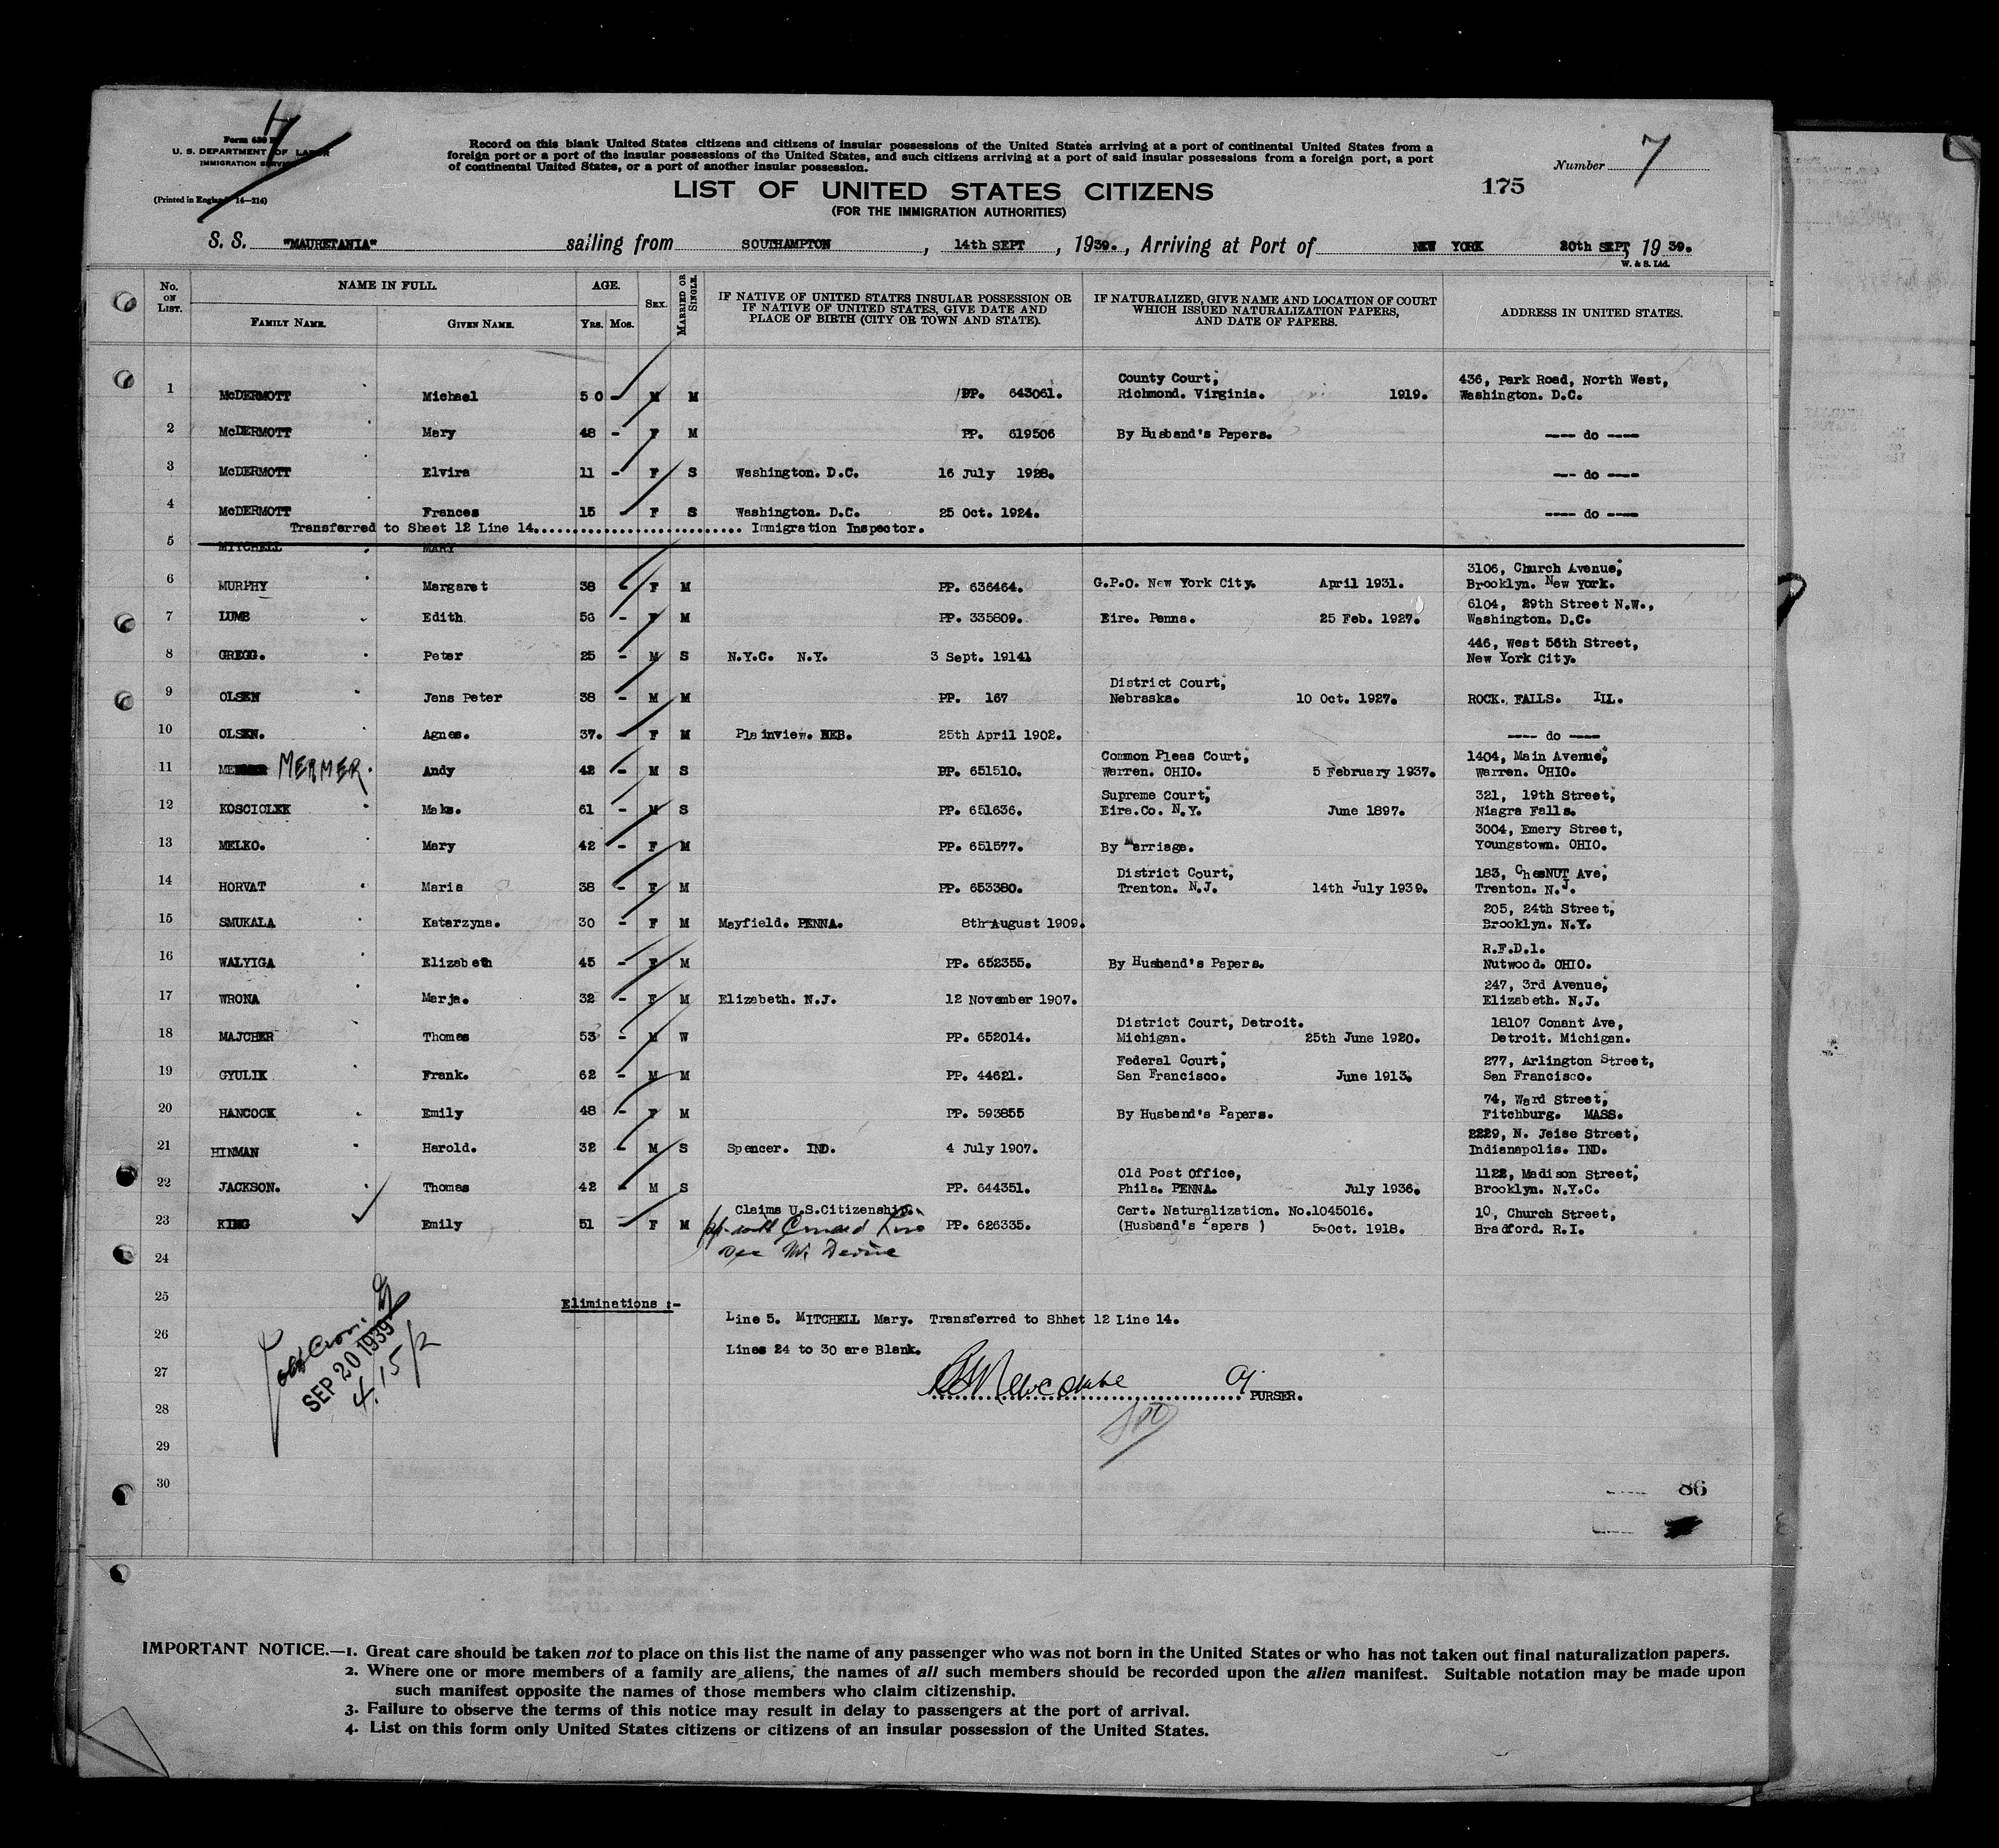 Form 630
U. S. DEPARTMENT OF LABOR
IMMIGRATION SERVICE
(Printed in England 14—214)
Record on this blank United States citizens and citizens of insular possessions of the United States arriving at a port of continental United States from a
foreign port or a port of the insular possessions of the United States, and such citizens arriving at a port of said insular possessions from a foreign port, a port
of continental United States, or a port of another insular possession.
Number 7
175
LIST OF UNITED STATES CITIZENS
(FOR THE IMMIGRATION AUTHORITIES)
S. S. "MAURETANIA" sailing from SOUTHAMPTON, 14th SEPT, 1939., Arriving at Port of NEW YORK 20th SEPT, 1939.
W. & S. Ltd.
No. ON LIST. NAME IN FULL. AGE. SEX. MARRIED OR SINGLE. IF NATIVE OF UNITED STATES INSULAR POSSESSION OR IF NATIVE OF UNITED STATES, GIVE DATE AND PLACE OF BIRTH (CITY OR TOWN AND STATE). IF NATURALIZED, GIVE NAME AND LOCATION OF COURT WHICH ISSUED NATURALIZATION PAPERS, AND DATE OF PAPERS. ADDRESS IN UNITED STATES.
FAMILY NAME. GIVEN NAME. YRS. MOS.
County Court, 436, Park Road, North West,
1 McDERMOTT Michael 50 M M PP. 643061. Richmond. Virginia. 1919. Washington. D.C.
2 McDERMOTT Mary 48 - F M PP. 619506 By Husband's Papers. ---- do ----
3 McDERMOTT Elvira 11 - F S Washington. D.C. 16 July 1928. --- do ----
4 McDERMOTT Frances 15 - F S Washington. D.C. 25 Oct. 1924. ---- do ----
Transferred to Sheet 12 Line 14......................... Immigration Inspector.
5 MITCHELL MARY
3106, Church Avenue,
6 MURPHY Margaret 38 - F M PP. 636464. G.P.O. New York City. April 1931. Brooklyn. New York.
6104, 29th Street N.W.,
7 LUMB Edith 56 - F M PP. 335809. Eire. Penna. 25 Feb. 1927. Washington. D.C.
446, West 56th Street,
8 GREGG. Peter 25 - M S N.Y.C. N.Y. 3 Sept. 1914 New York City.
District Court,
9 OLSEN Jens Peter 38 - M M PP. 167 Nebraska. 10 Oct. 1927. ROCK. FALLS. ILL.
10 OLSEN. Agnes. 37. - F M Plainview. NEB. 25th April 1902. ---- do ----
Common Pleas Court, 1404, Main Avenue,
11 MERMER. Andy 42 - M S PP. 651510. Warren. OHIO. 5 February 1937. Warren. OHIO.
Supreme Court, 321, 19th Street,
12 KOSCIOLEK Maks. 61 - M S PP. 651636. Eire.Co. N.Y. June 1897. Niagra Falls.
3004, Emery Street,
13 MELKO. Mary 42 - F M PP. 651577. By Marriage. Youngstown. OHIO.
District Court, 183, ChesNUT Ave,
14 HORVAT Maria 38 - F M PP. 653380. Trenton. N.J. 14th July 1939. Trenton. N.J.
205, 24th Street,
15 SMUKALA Katarzyna. 30 - F M Mayfield. PENNA. 8th August 1909. Brooklyn. N.Y.
R.F.D.1.
16 WALYIGA Elizabeth 45 - F M PP. 652355. By Husband's Papers. Nutwood. OHIO.
247, 3rd Avenue,
17 WRONA Marja. 32 - F M Elizabeth. N.J. 12 November 1907. Elizabeth. N.J.
District Court, Detroit. 18107 Conant Ave,
18 MAJCHER Thomas 53 - M W PP. 652014. Michigan. 25th June 1920. Detroit. Michigan.
Federal Court, 277, Arlington Street,
19 GYULIK Frank. 62 - M M PP. 44621. San Francisco. June 1913. San Francisco.
74, Ward Street,
20 HANCOCK Emily 48 - F M PP. 593855 By Husband's Papers. Fitchburg. MASS.
2229, N. Jeise Street,
21 HINMAN Harold. 32 - M S Spencer. IND. 4 July 1907. Indianapolis. IND.
Old Post Office, 1122, Madison Street,
22 JACKSON. Thomas 42 - M S PP. 644351. Phila. PENNA. July 1936. Brooklyn. N.Y.C.
Claims U.S.Citizenship. Cert. Naturalization. No.1045016. 10, Church Street,
23 KING Emily 51 - F M PP. 626335. (Husband's Papers ) 5 Oct. 1918. Bradford. R.I.
Cunard Line
see Mr Devine
24
25
Eliminations :-
Line 5. MITCHELL Mary. Transferred to Shhet 12 Line 14.
26
Lines 24 to 30 are Blank.
SEP 20 1939
4.15/2
27
PURSER.
28
29
30
86
IMPORTANT NOTICE.—1. Great care should be taken not to place on this list the name of any passenger who was not born in the United States or who has not taken out final naturalization papers.
2. Where one or more members of a family are aliens, the names of all such members should be recorded upon the alien manifest. Suitable notation may be made upon
such manifest opposite the names of those members who claim citizenship.
3. Failure to observe the terms of this notice may result in delay to passengers at the port of arrival.
4. List on this form only United States citizens or citizens of an insular possession of the United States.